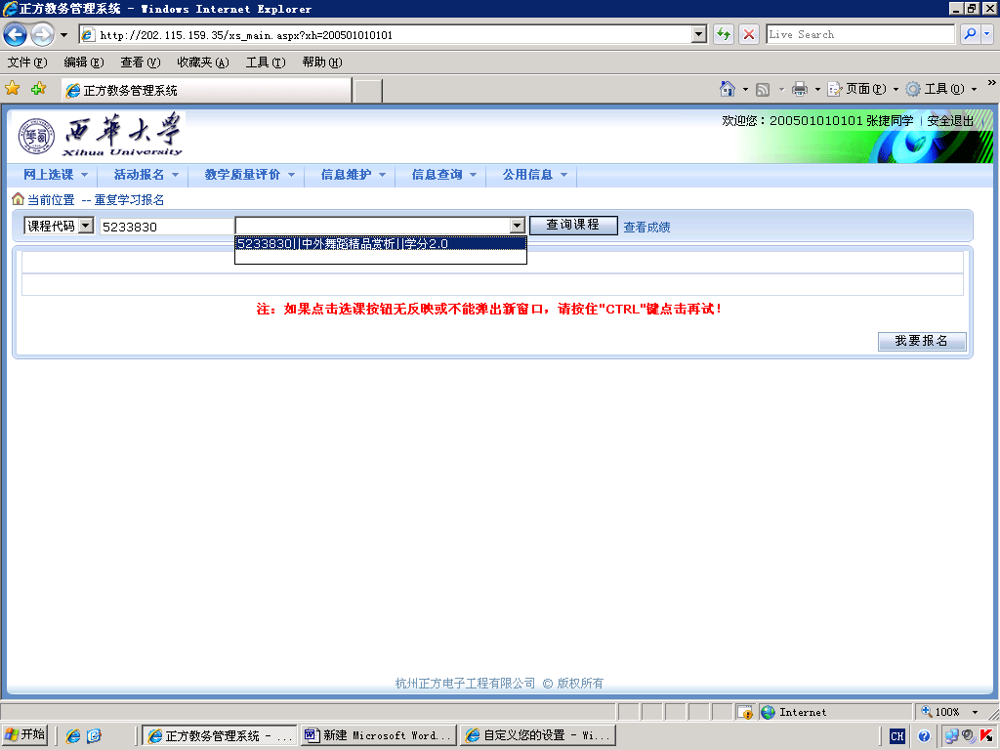 正方教务管理系统 - Windows Internet Explorer
http://202.115.159.35/xs_main.aspx?xh=200501010101
Live Search
文件(F) 编辑(E) 查看(V) 收藏夹(A) 工具(T) 帮助(H)
正方教务管理系统
页面(P) 工具(O) »
西华大学
Xihua University
欢迎您：200501010101 张捷同学 | 安全退出
网上选课 活动报名 教学质量评价 信息维护 信息查询 公用信息
当前位置 -- 重复学习报名
课程代码 5233830 查询课程 查看成绩
5233830||中外舞蹈精品赏析||学分2.0
注：如果点击选课按钮无反映或不能弹出新窗口，请按住"CTRL"键点击再试！
我要报名
杭州正方电子工程有限公司 © 版权所有
Internet 100%
开始 正方教务管理系统 - ... 新建 Microsoft Word... 自定义您的设置 - Wi... CH